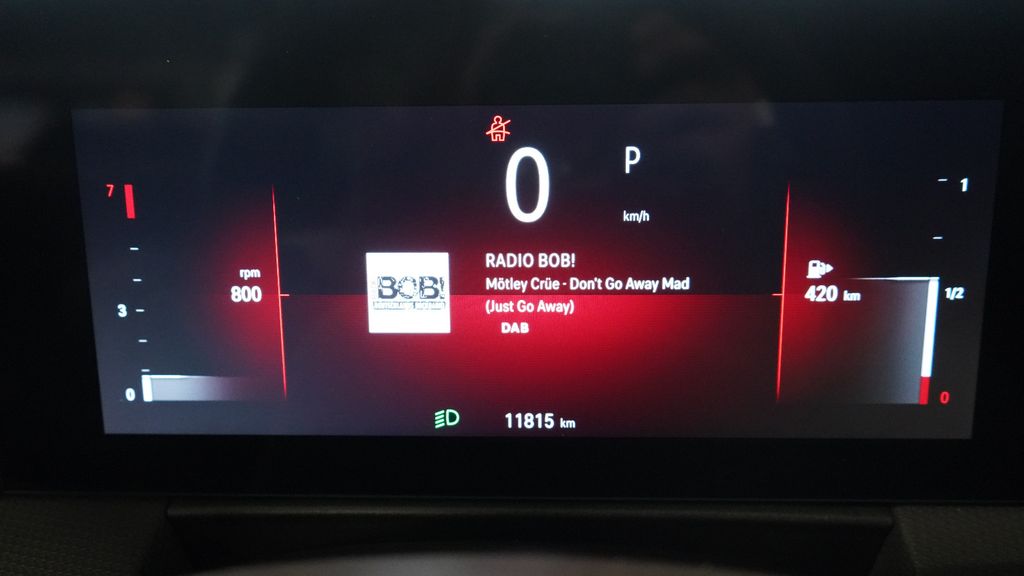 0
P
km/h
7
3
0
rpm
800
BOB!
RADIO BOB!
Mötley Crüe - Don't Go Away Mad
(Just Go Away)
DAB
1
1/2
0
420 km
11815 km